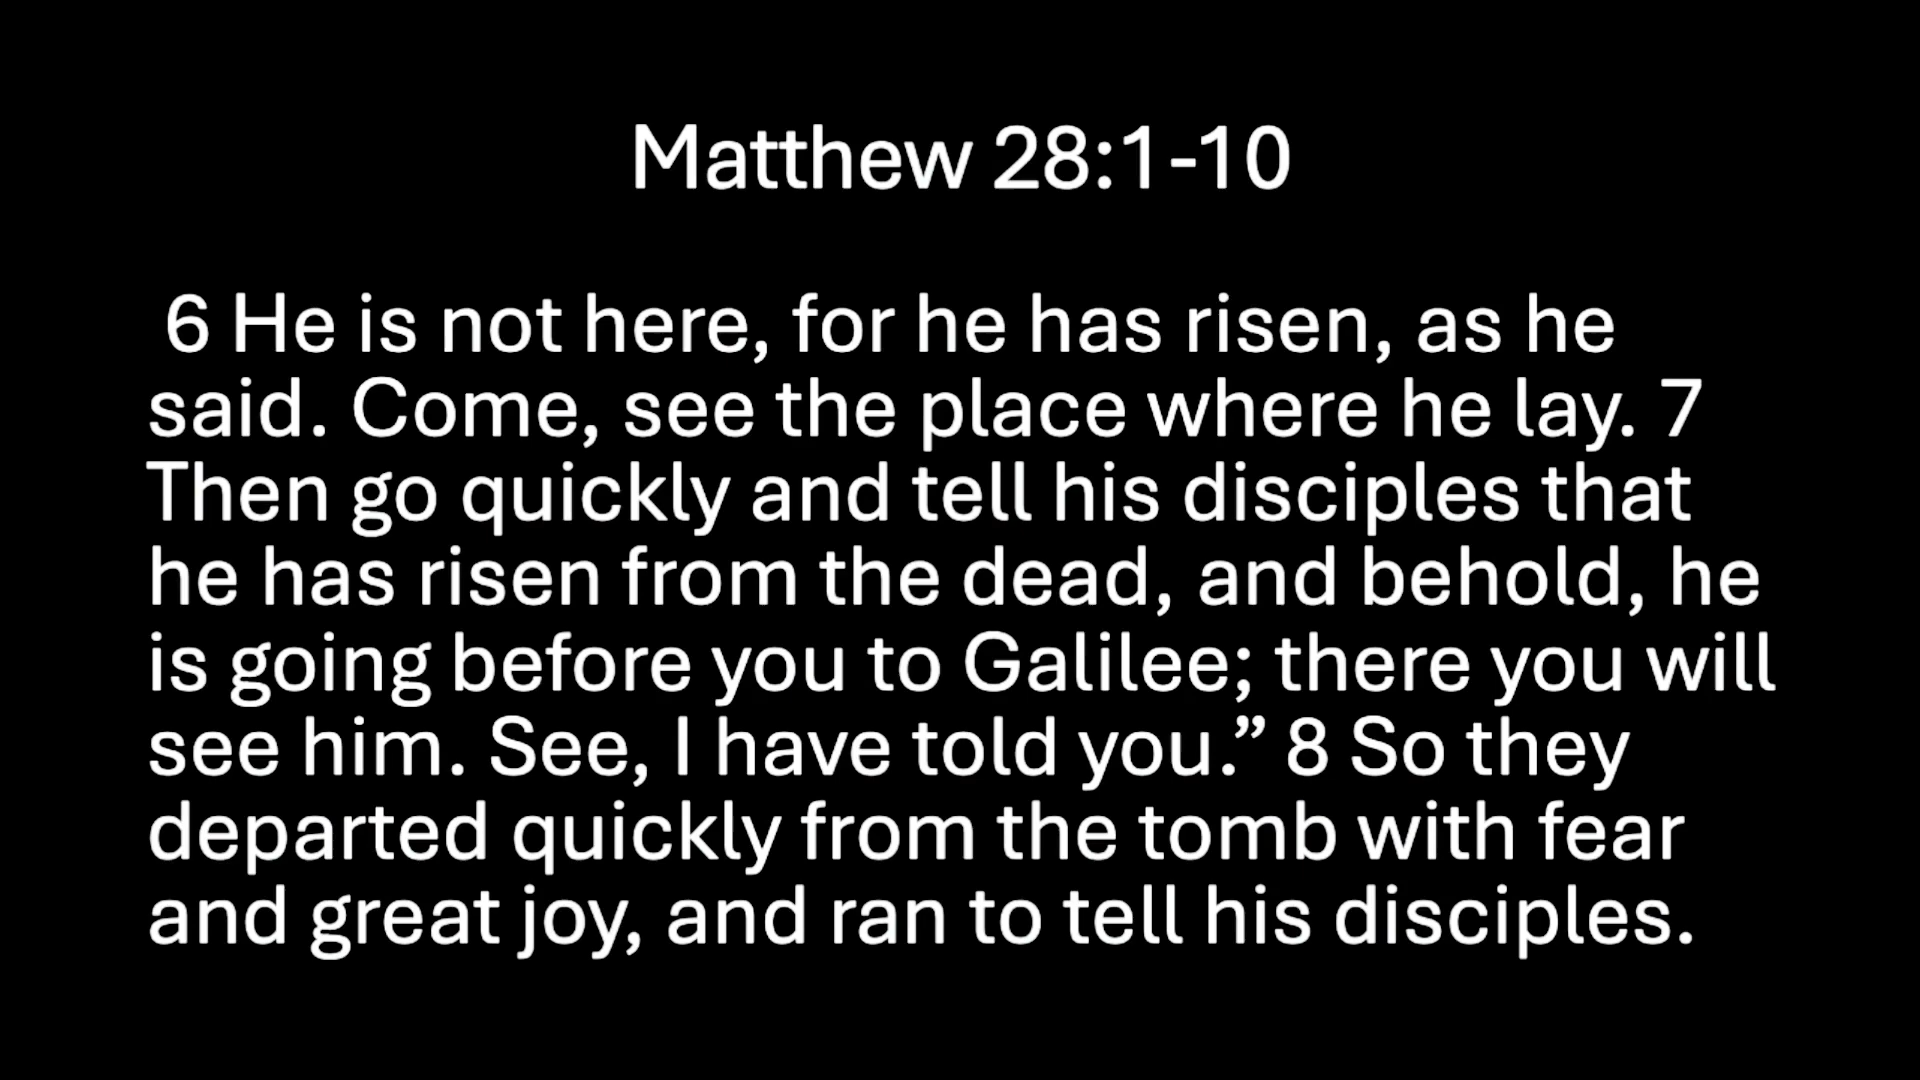 Matthew 28:1-10
6 He is not here, for he has risen, as he
said. Come, see the place where he lay. 7
Then go quickly and tell his disciples that
he has risen from the dead, and behold, he
is going before you to Galilee; there you will
see him. See, I have told you.” 8 So they
departed quickly from the tomb with fear
and great joy, and ran to tell his disciples.